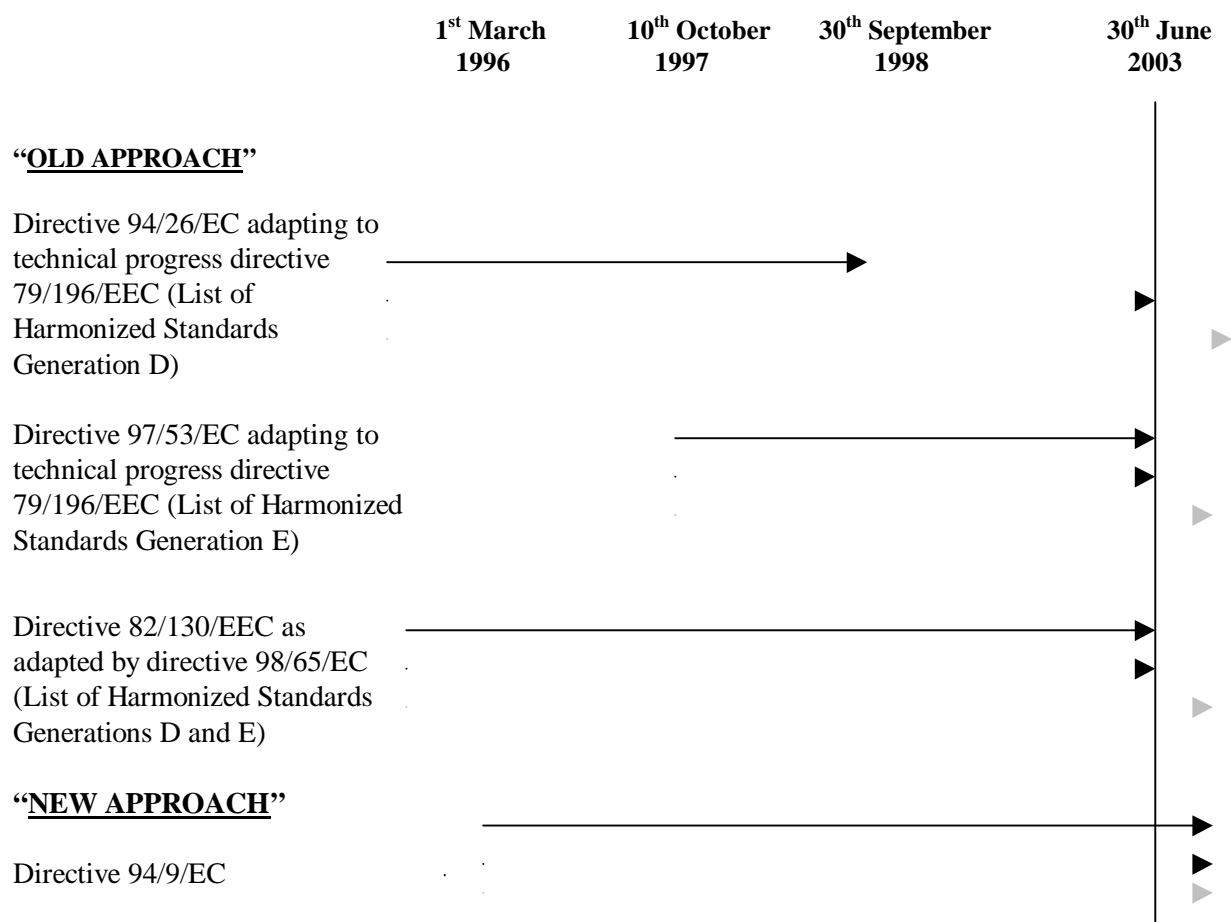 1st March 10th October 30th September 30th June
1996 1997 1998 2003
“OLD APPROACH”
Directive 94/26/EC adapting to
technical progress directive
79/196/EEC (List of
Harmonized Standards
Generation D)
Directive 97/53/EC adapting to
technical progress directive
79/196/EEC (List of Harmonized
Standards Generation E)
Directive 82/130/EEC as
adapted by directive 98/65/EC
(List of Harmonized Standards
Generations D and E)
“NEW APPROACH”
Directive 94/9/EC